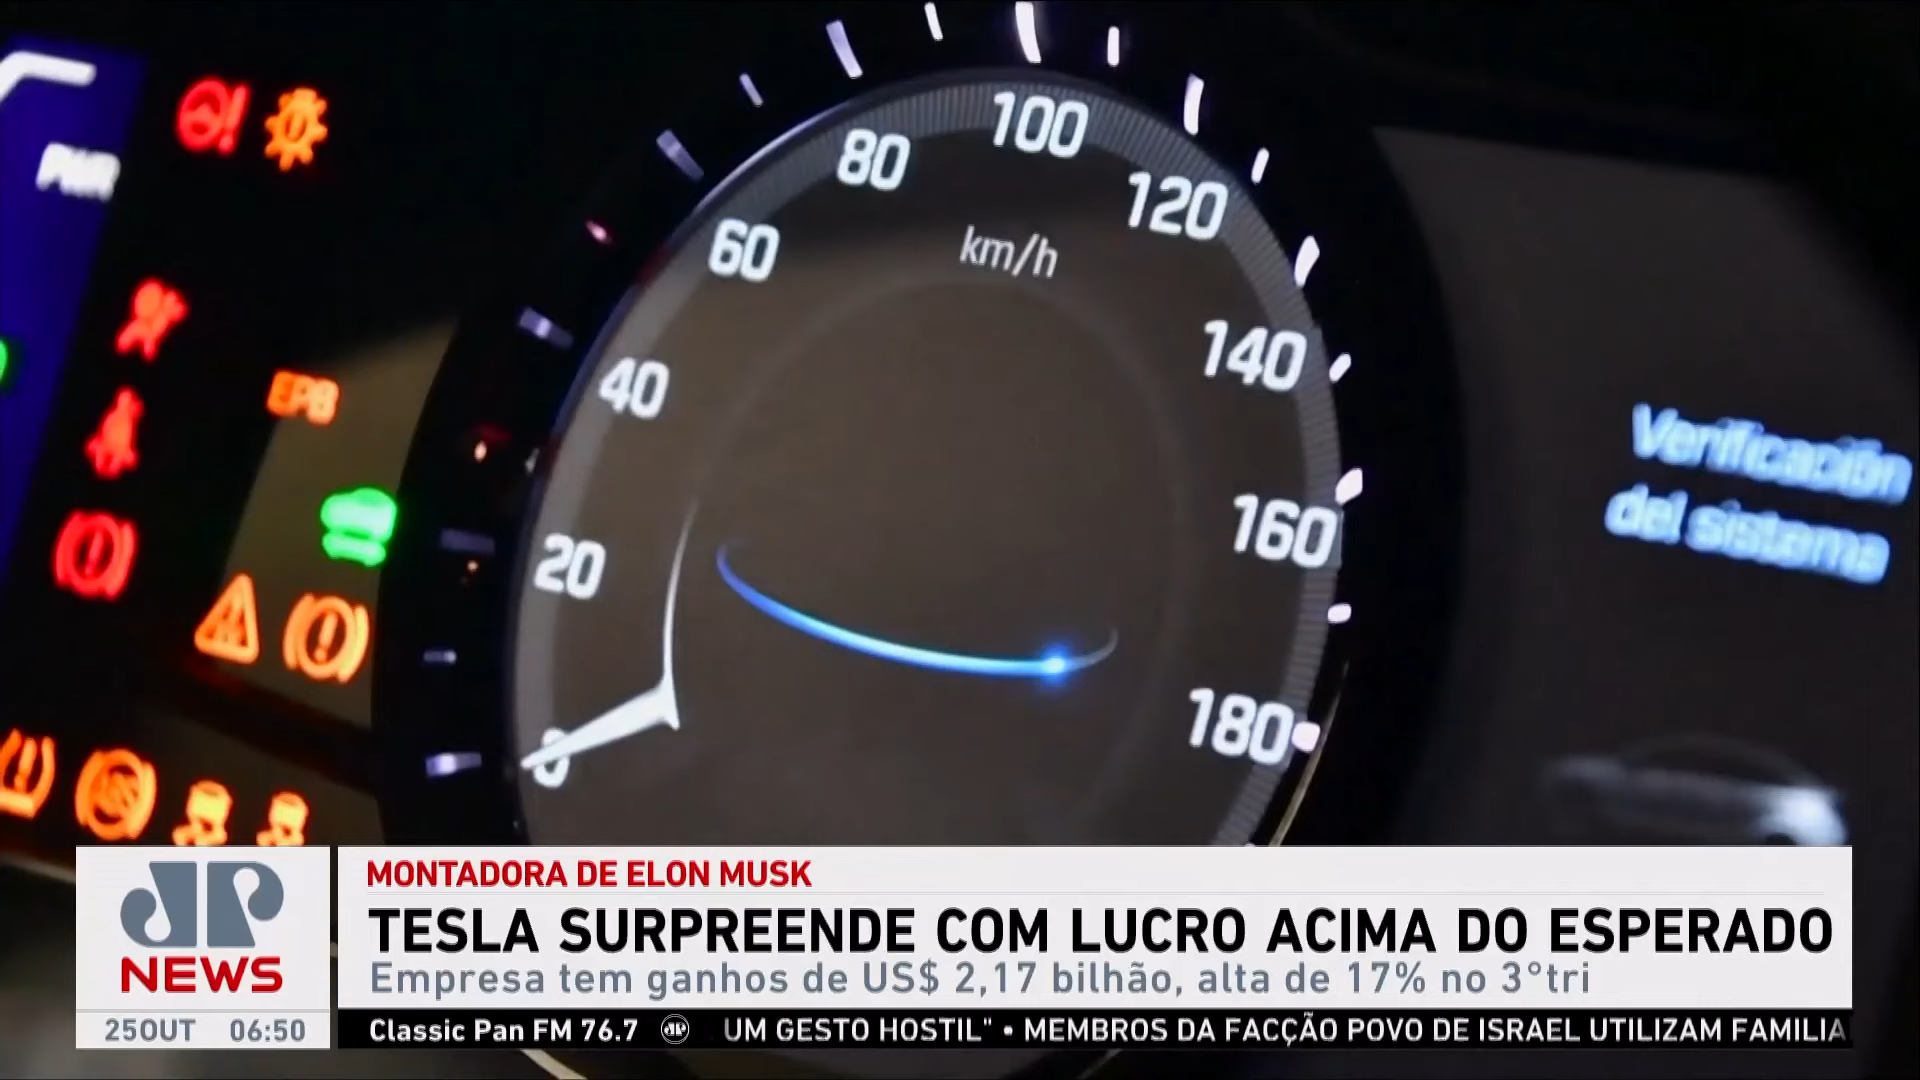 PWR
EPB
100
80
120
60
km/h
140
40
160
20
180
0
Verificación
del sistema
JP
NEWS
25OUT 06:50
MONTADORA DE ELON MUSK
TESLA SURPREENDE COM LUCRO ACIMA DO ESPERADO
Empresa tem ganhos de US$ 2,17 bilhão, alta de 17% no 3°tri
Classic Pan FM 76.7 JP UM GESTO HOSTIL" • MEMBROS DA FACÇÃO POVO DE ISRAEL UTILIZAM FAMILIA